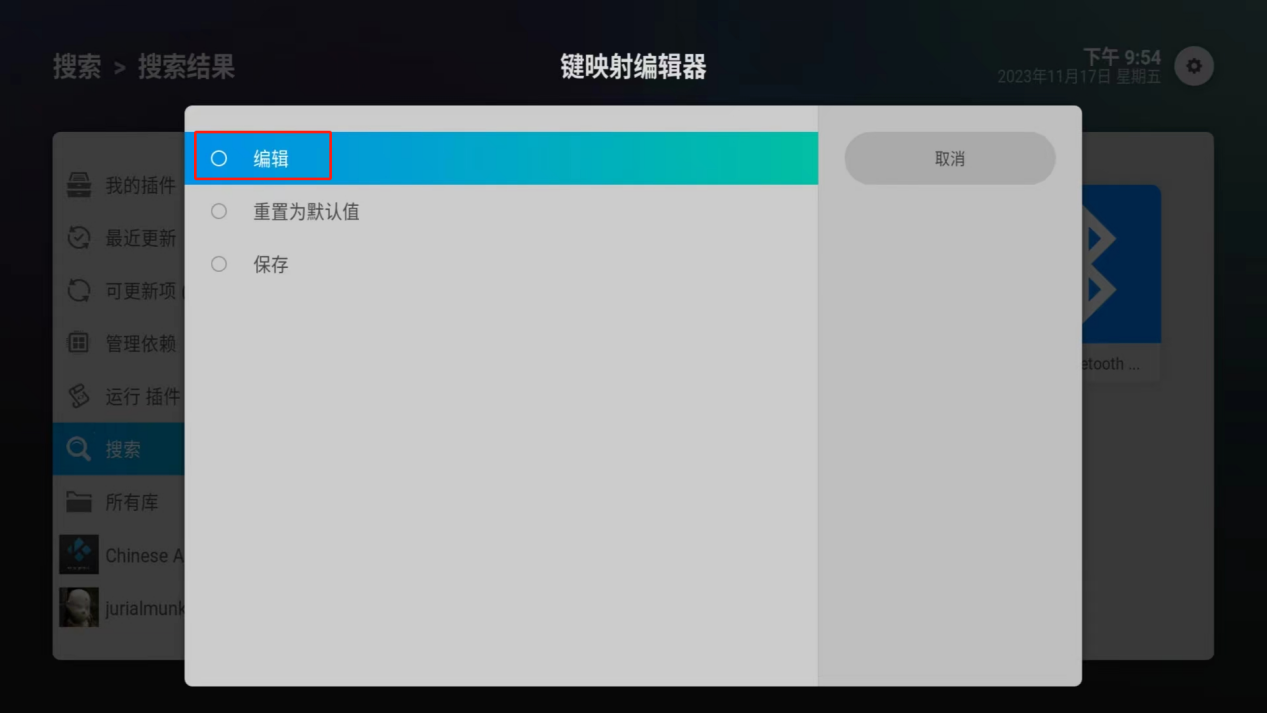 搜索 > 搜索结果
键映射编辑器
下午 9:54
2023年11月17日 星期五
编辑
重置为默认值
保存
取消
我的插件
最近更新
可更新项
管理依赖
运行 插件
搜索
所有库
Chinese A
jurialmunk
etooth ...